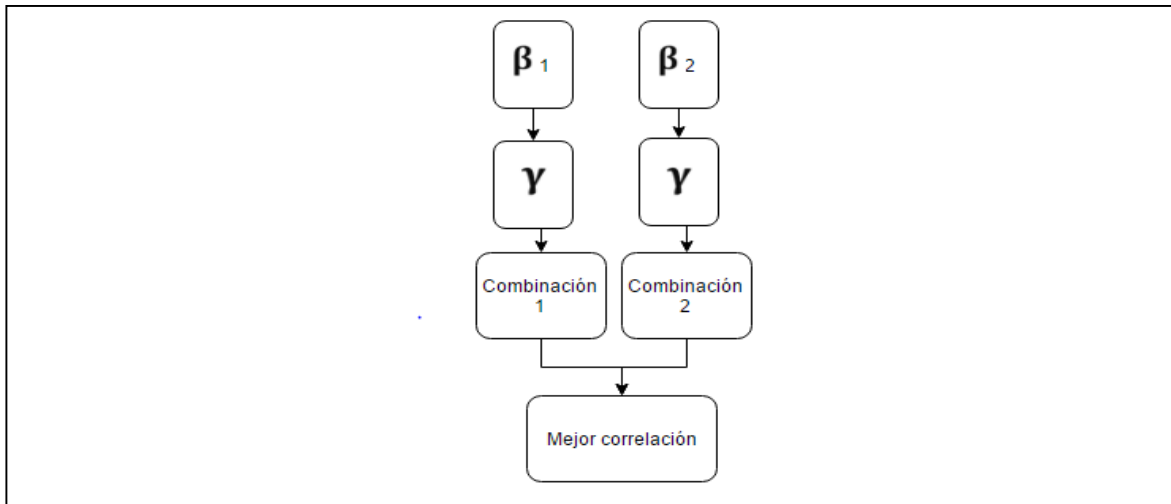 β 1
β 2
γ
γ
Combinación
1
Combinación
2
Mejor correlación